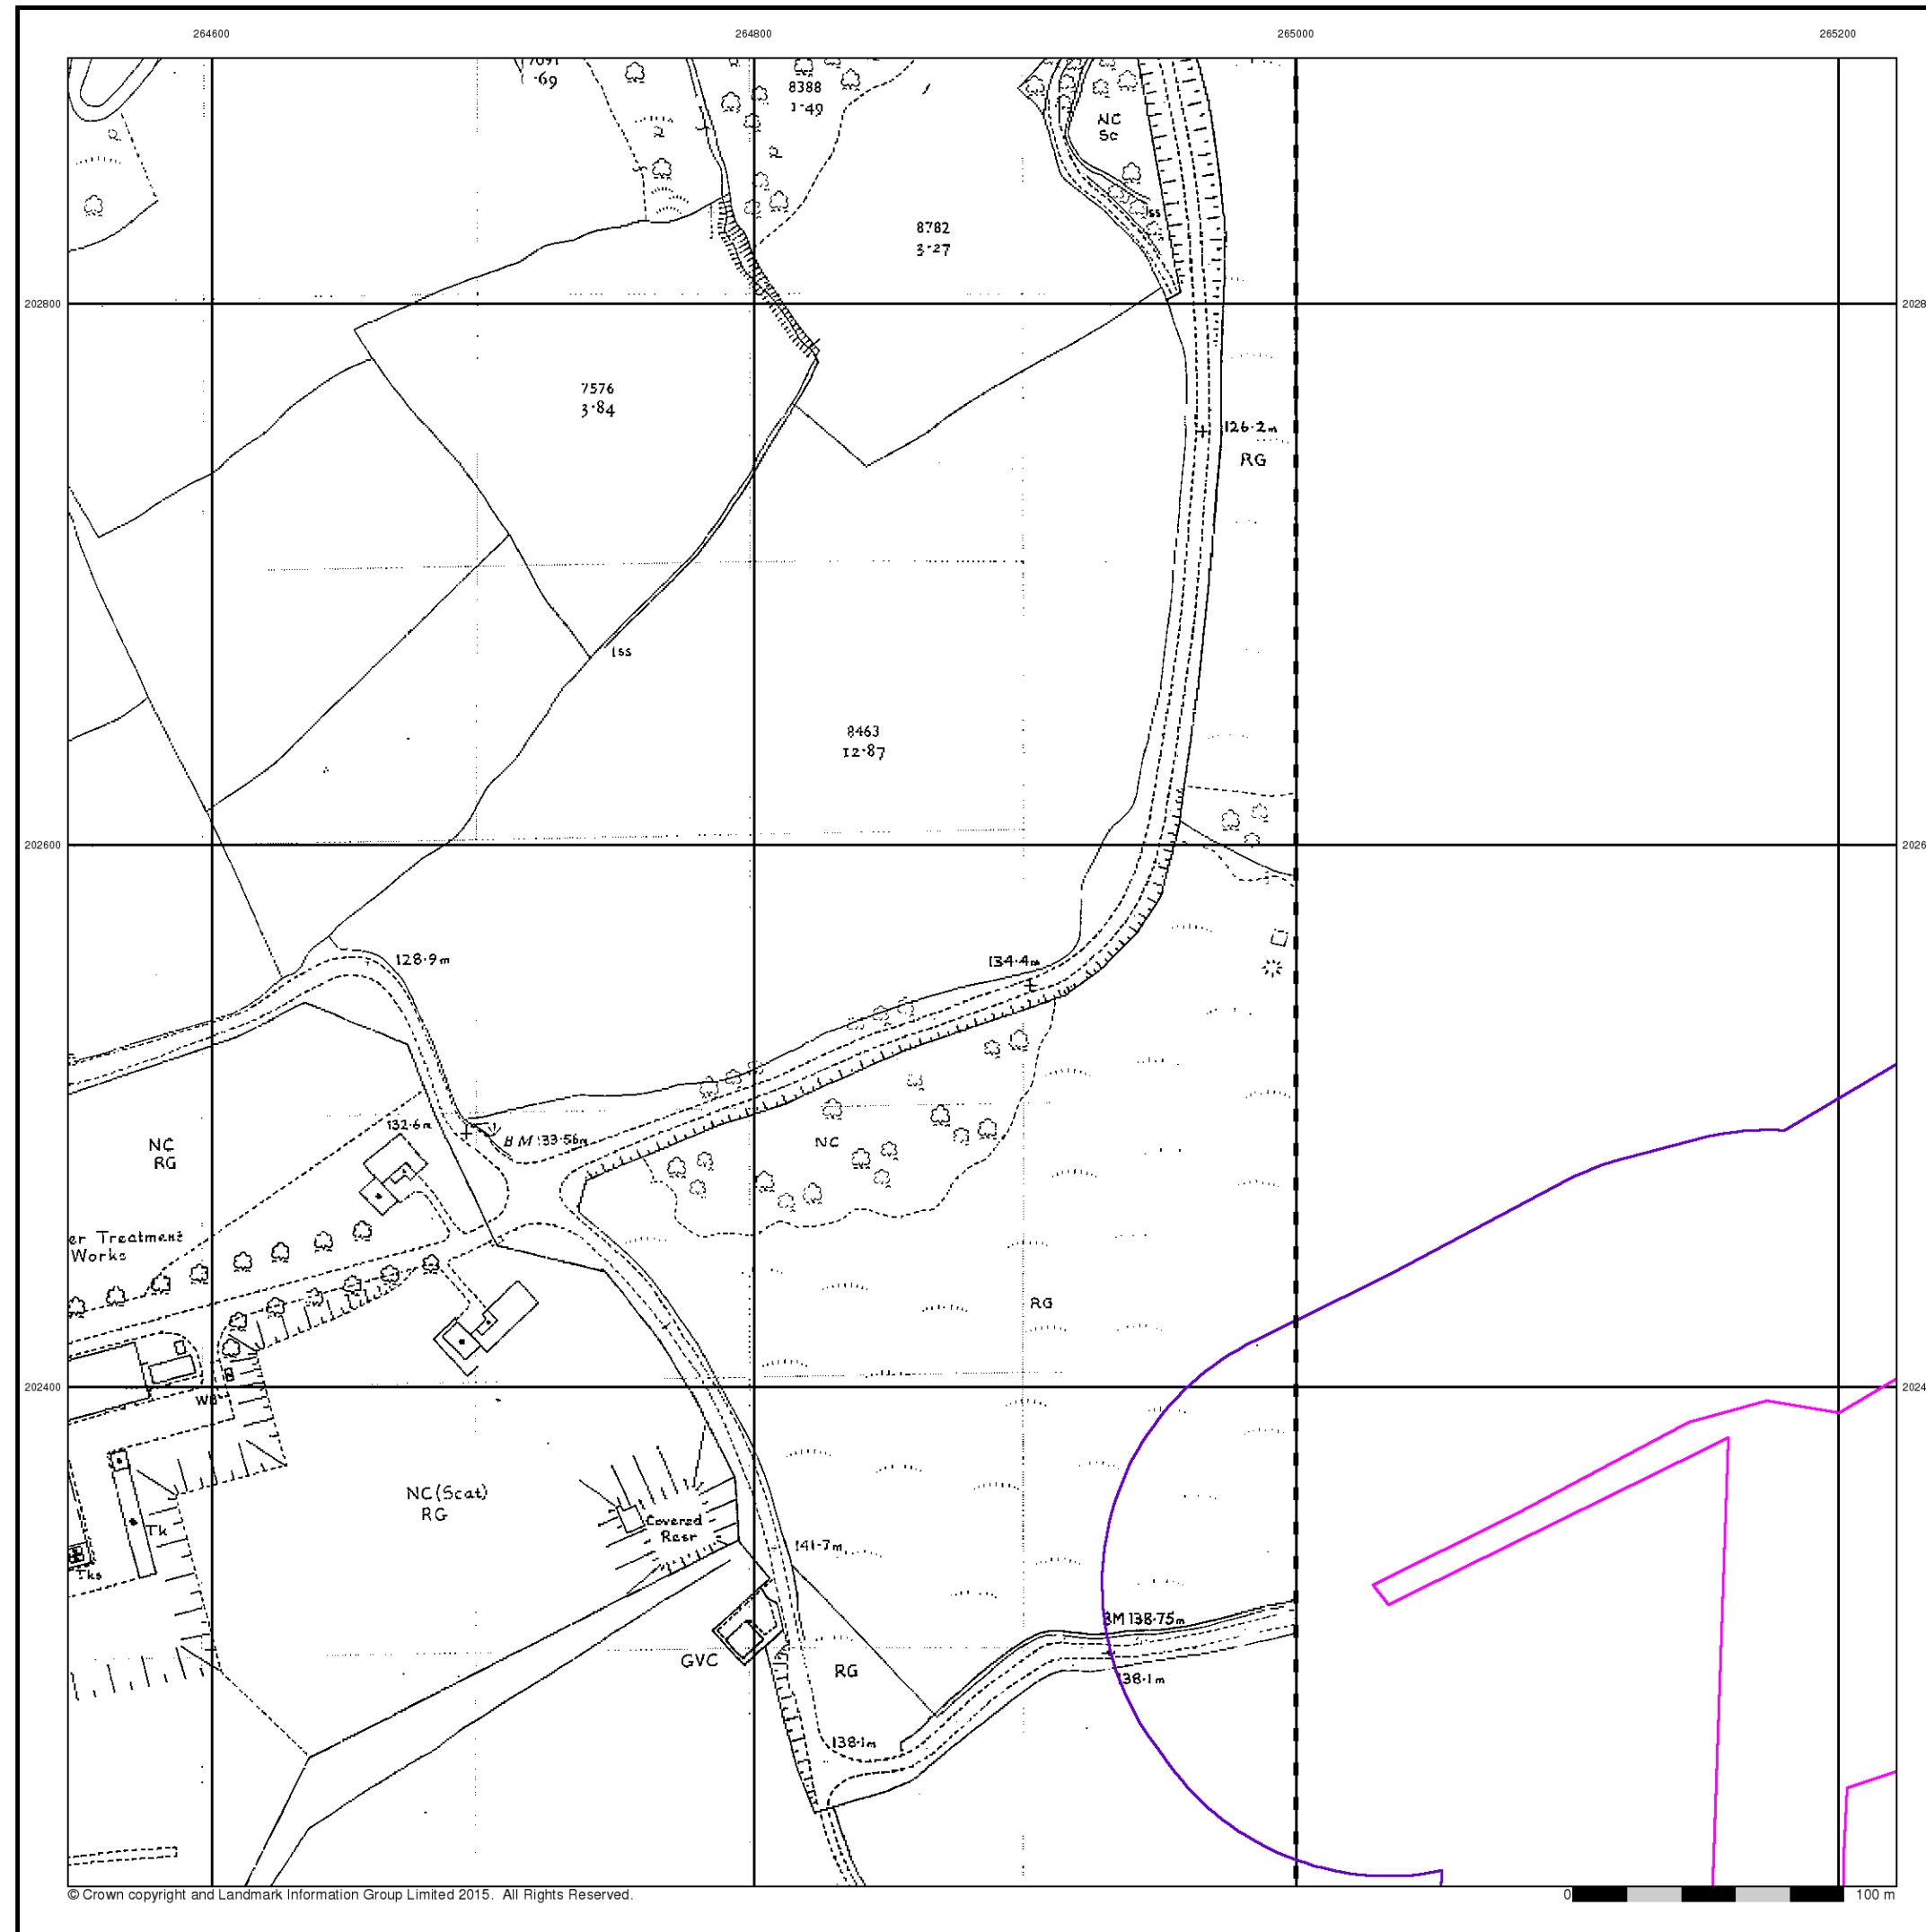 264600 264800 265000 265200
8388
1·49
·69
NC
Sc
8782
3·27
Iss
202800
7576
3·84
126·2m
RG
Iss
8463
12·87
202600
128·9m
134·4m
132·6m
BM 133·56m
NC
RG
NC
er Treatment
Works
RG
202400
Wb
NC (Scat)
RG
Covered
Resr
Tk
Tks
141·7m
BM 138·75m
GVC
RG
138·1m
138·1m
© Crown copyright and Landmark Information Group Limited 2015. All Rights Reserved.
0 100 m